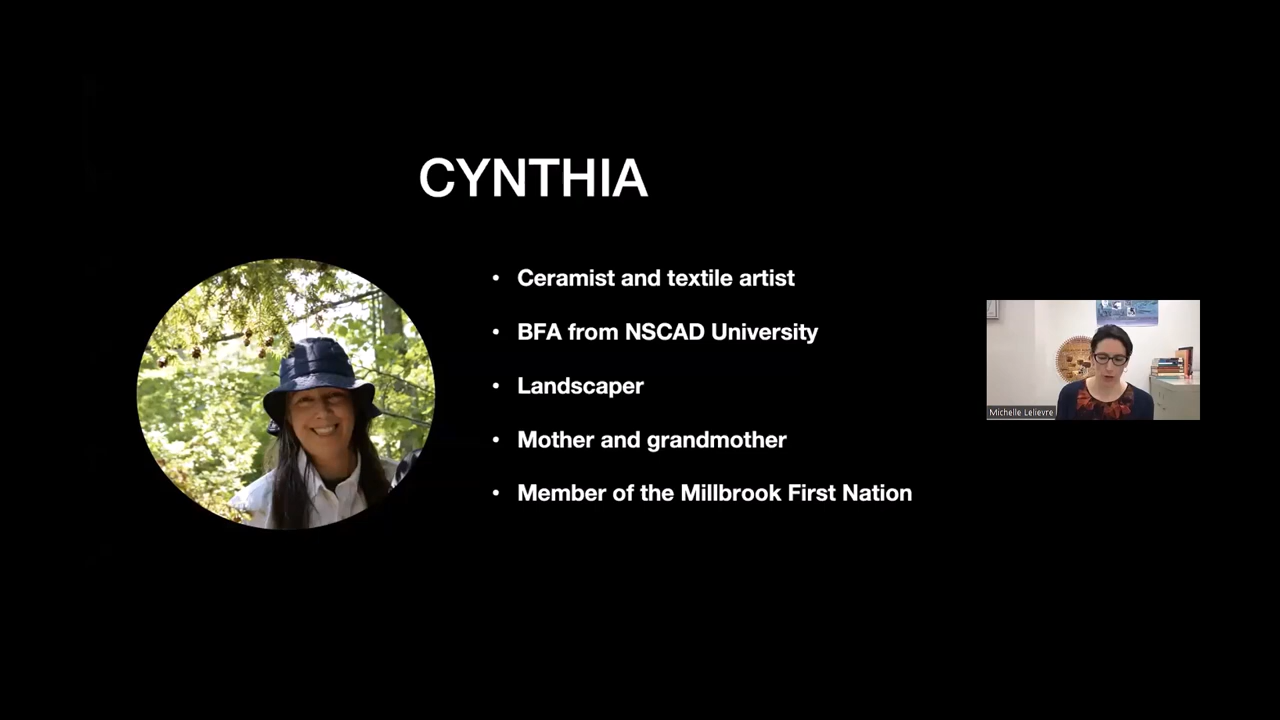 CYNTHIA
• Ceramist and textile artist
• BFA from NSCAD University
• Landscaper
• Mother and grandmother
• Member of the Millbrook First Nation
Michelle Lelievre